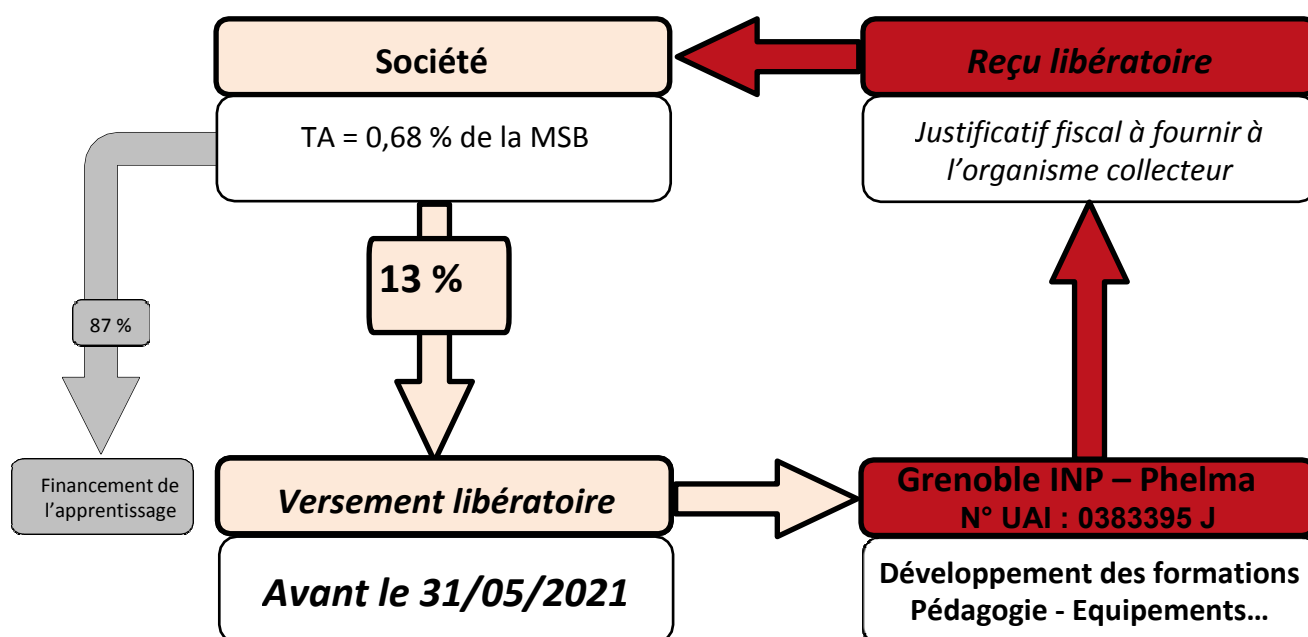 Société
TA = 0,68 % de la MSB
Reçu libératoire
Justificatif fiscal à fournir à
l’organisme collecteur
13 %
87 %
Financement de
l’apprentissage
Versement libératoire
Avant le 31/05/2021
Grenoble INP – Phelma
N° UAI : 0383395 J
Développement des formations
Pédagogie - Equipements…